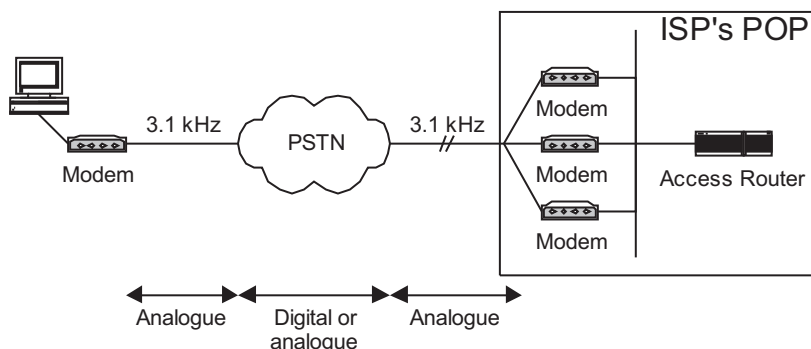 ISP's POP
Modem
3.1 kHz
PSTN
3.1 kHz
Modem
Modem
Access Router
Modem
Analogue
Digital or
analogue
Analogue